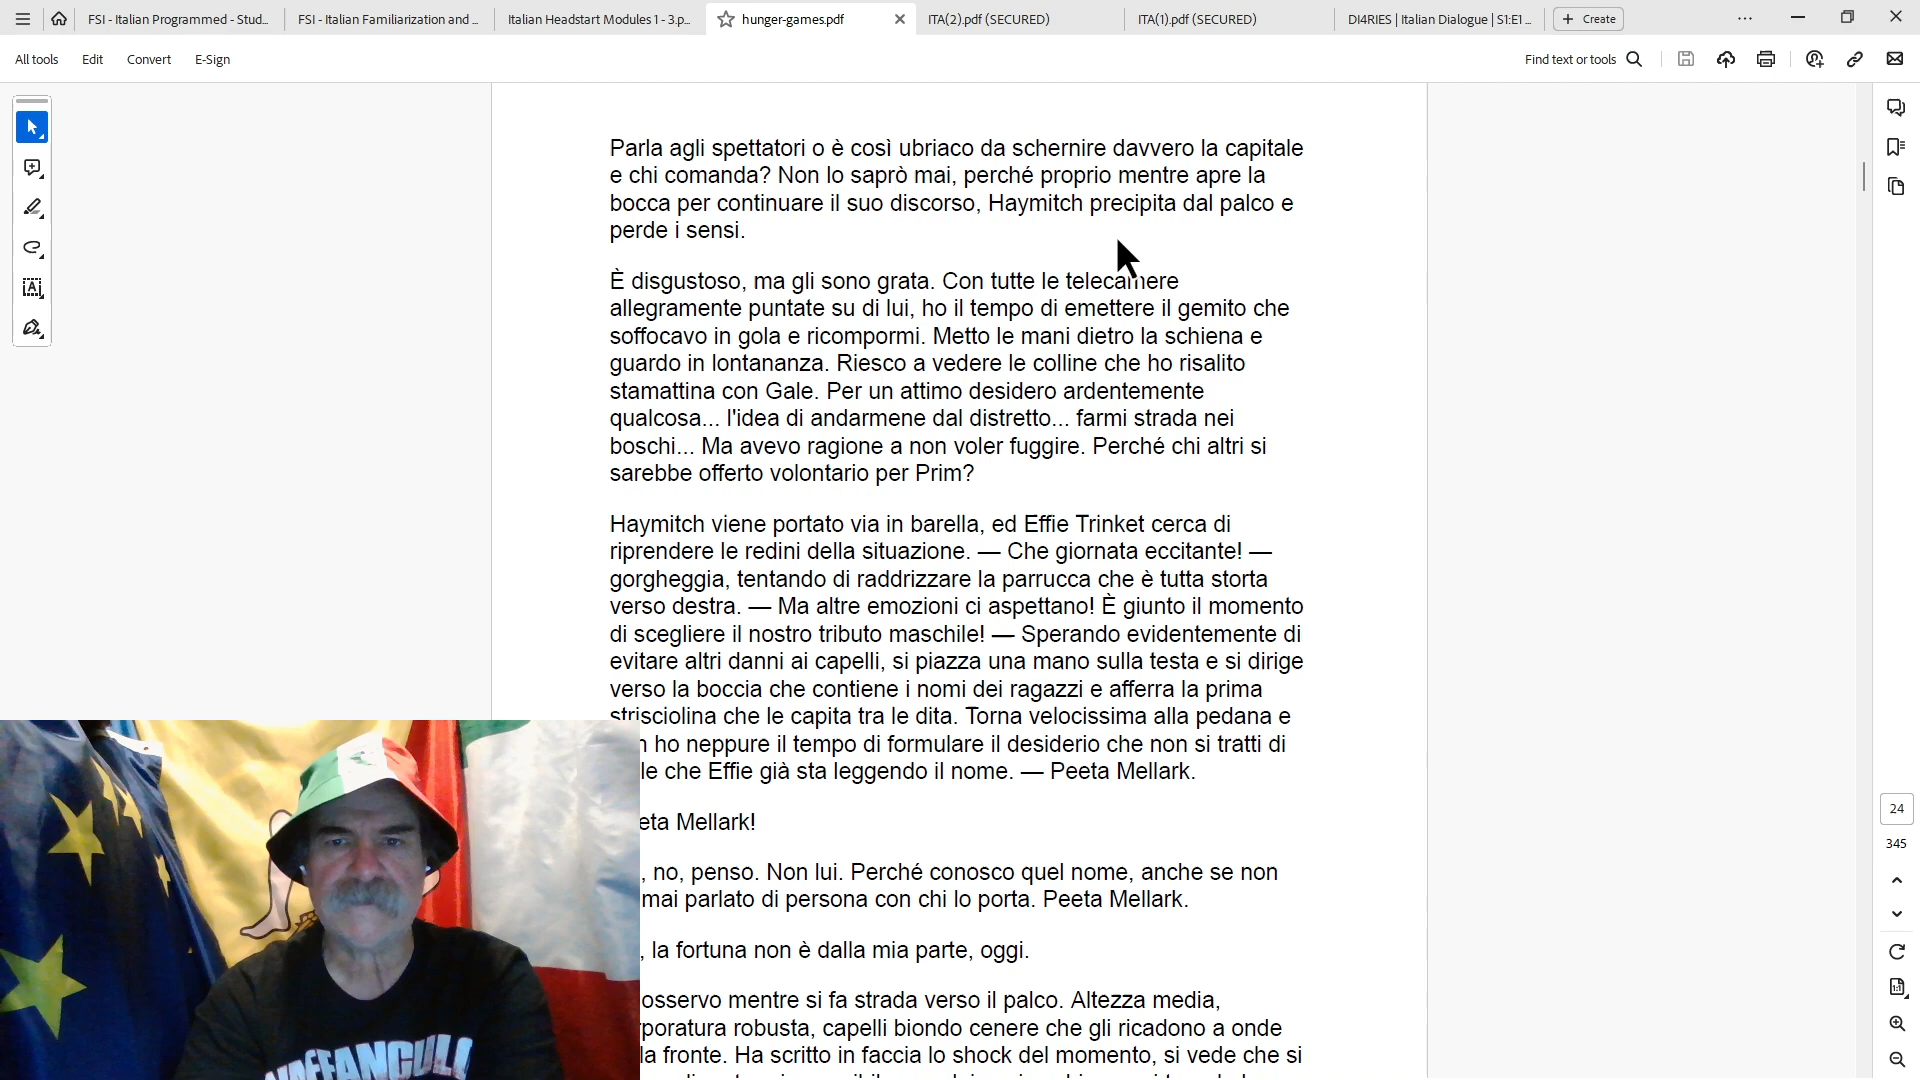 FSI - Italian Programmed - Stud...
FSI - Italian Familiarization and ...
Italian Headstart Modules 1 - 3.p...
hunger-games.pdf
ITA(2).pdf (SECURED)
ITA(1).pdf (SECURED)
DI4RIES | Italian Dialogue | S1:E1 ...
+ Create
All tools
Edit
Convert
E-Sign
Find text or tools
Parla agli spettatori o è così ubriaco da schernire davvero la capitale
e chi comanda? Non lo saprò mai, perché proprio mentre apre la
bocca per continuare il suo discorso, Haymitch precipita dal palco e
perde i sensi.
È disgustoso, ma gli sono grata. Con tutte le telecamere
allegramente puntate su di lui, ho il tempo di emettere il gemito che
soffocavo in gola e ricompormi. Metto le mani dietro la schiena e
guardo in lontananza. Riesco a vedere le colline che ho risalito
stamattina con Gale. Per un attimo desidero ardentemente
qualcosa... l'idea di andarmene dal distretto... farmi strada nei
boschi... Ma avevo ragione a non voler fuggire. Perché chi altri si
sarebbe offerto volontario per Prim?
Haymitch viene portato via in barella, ed Effie Trinket cerca di
riprendere le redini della situazione. — Che giornata eccitante! —
gorgheggia, tentando di raddrizzare la parrucca che è tutta storta
verso destra. — Ma altre emozioni ci aspettano! È giunto il momento
di scegliere il nostro tributo maschile! — Sperando evidentemente di
evitare altri danni ai capelli, si piazza una mano sulla testa e si dirige
verso la boccia che contiene i nomi dei ragazzi e afferra la prima
strisciolina che le capita tra le dita. Torna velocissima alla pedana e
ho neppure il tempo di formulare il desiderio che non si tratti di
le che Effie già sta leggendo il nome. — Peeta Mellark.
eta Mellark!
, no, penso. Non lui. Perché conosco quel nome, anche se non
mai parlato di persona con chi lo porta. Peeta Mellark.
, la fortuna non è dalla mia parte, oggi.
osservo mentre si fa strada verso il palco. Altezza media,
rporatura robusta, capelli biondo cenere che gli ricadono a onde
la fronte. Ha scritto in faccia lo shock del momento, si vede che si
24
345
VAFFANCULO